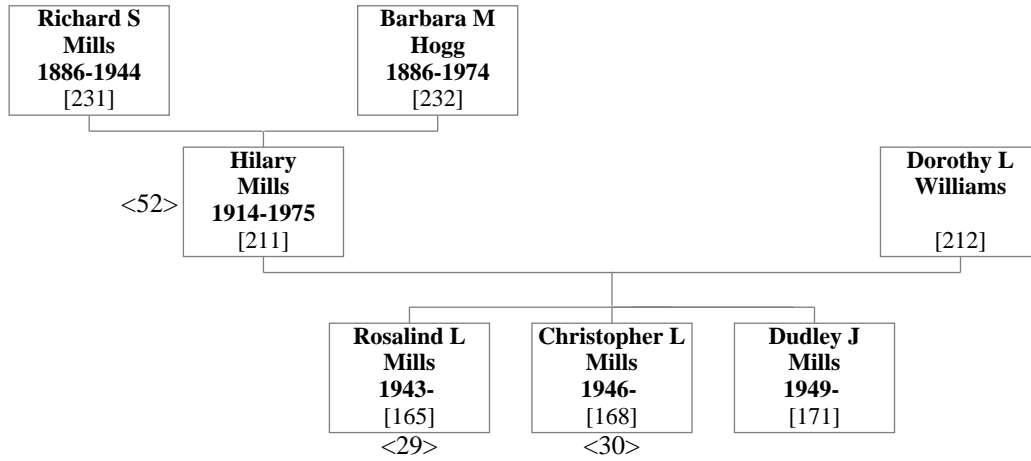 Richard S
Mills
1886-1944
[231]
Barbara M
Hogg
1886-1974
[232]
<52>
Hilary
Mills
1914-1975
[211]
Dorothy L
Williams
[212]
Rosalind L
Mills
1943-
[165]
<29>
Christopher L
Mills
1946-
[168]
<30>
Dudley J
Mills
1949-
[171]